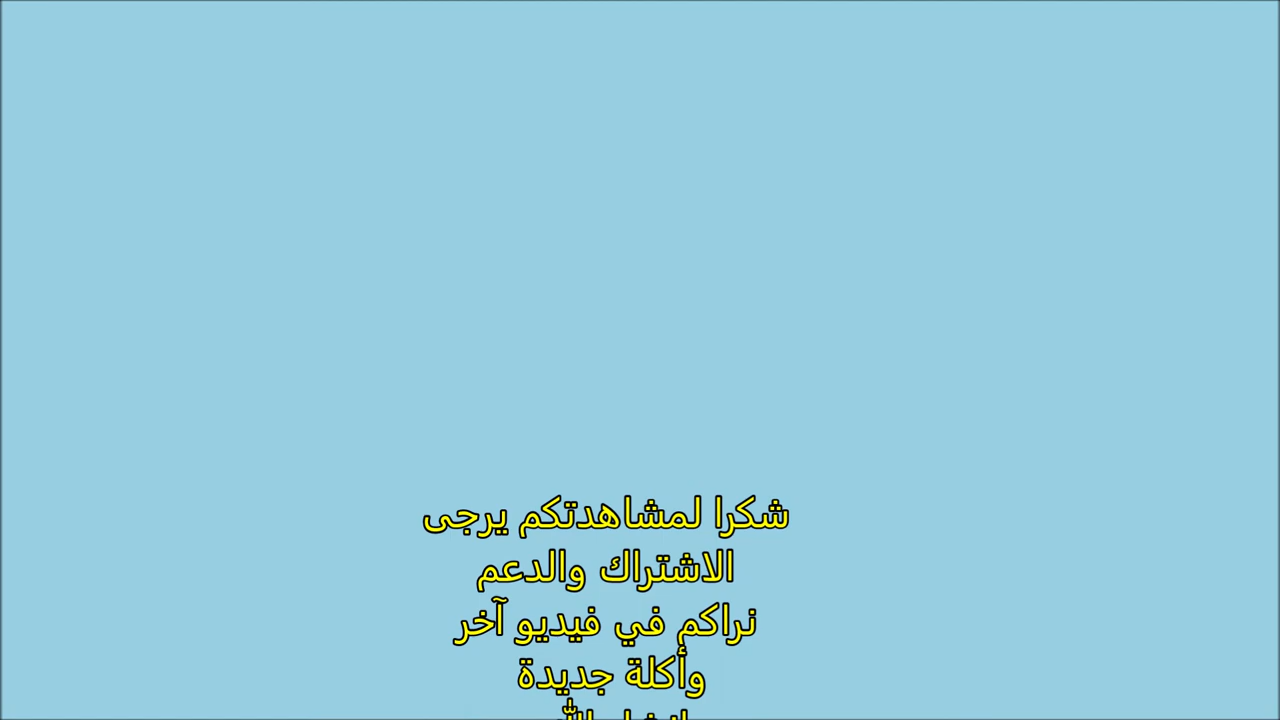 شكرا لمشاهدتكم يرجى
الاشتراك والدعم
نراكم في فيديو آخر
وأكلة جديدة